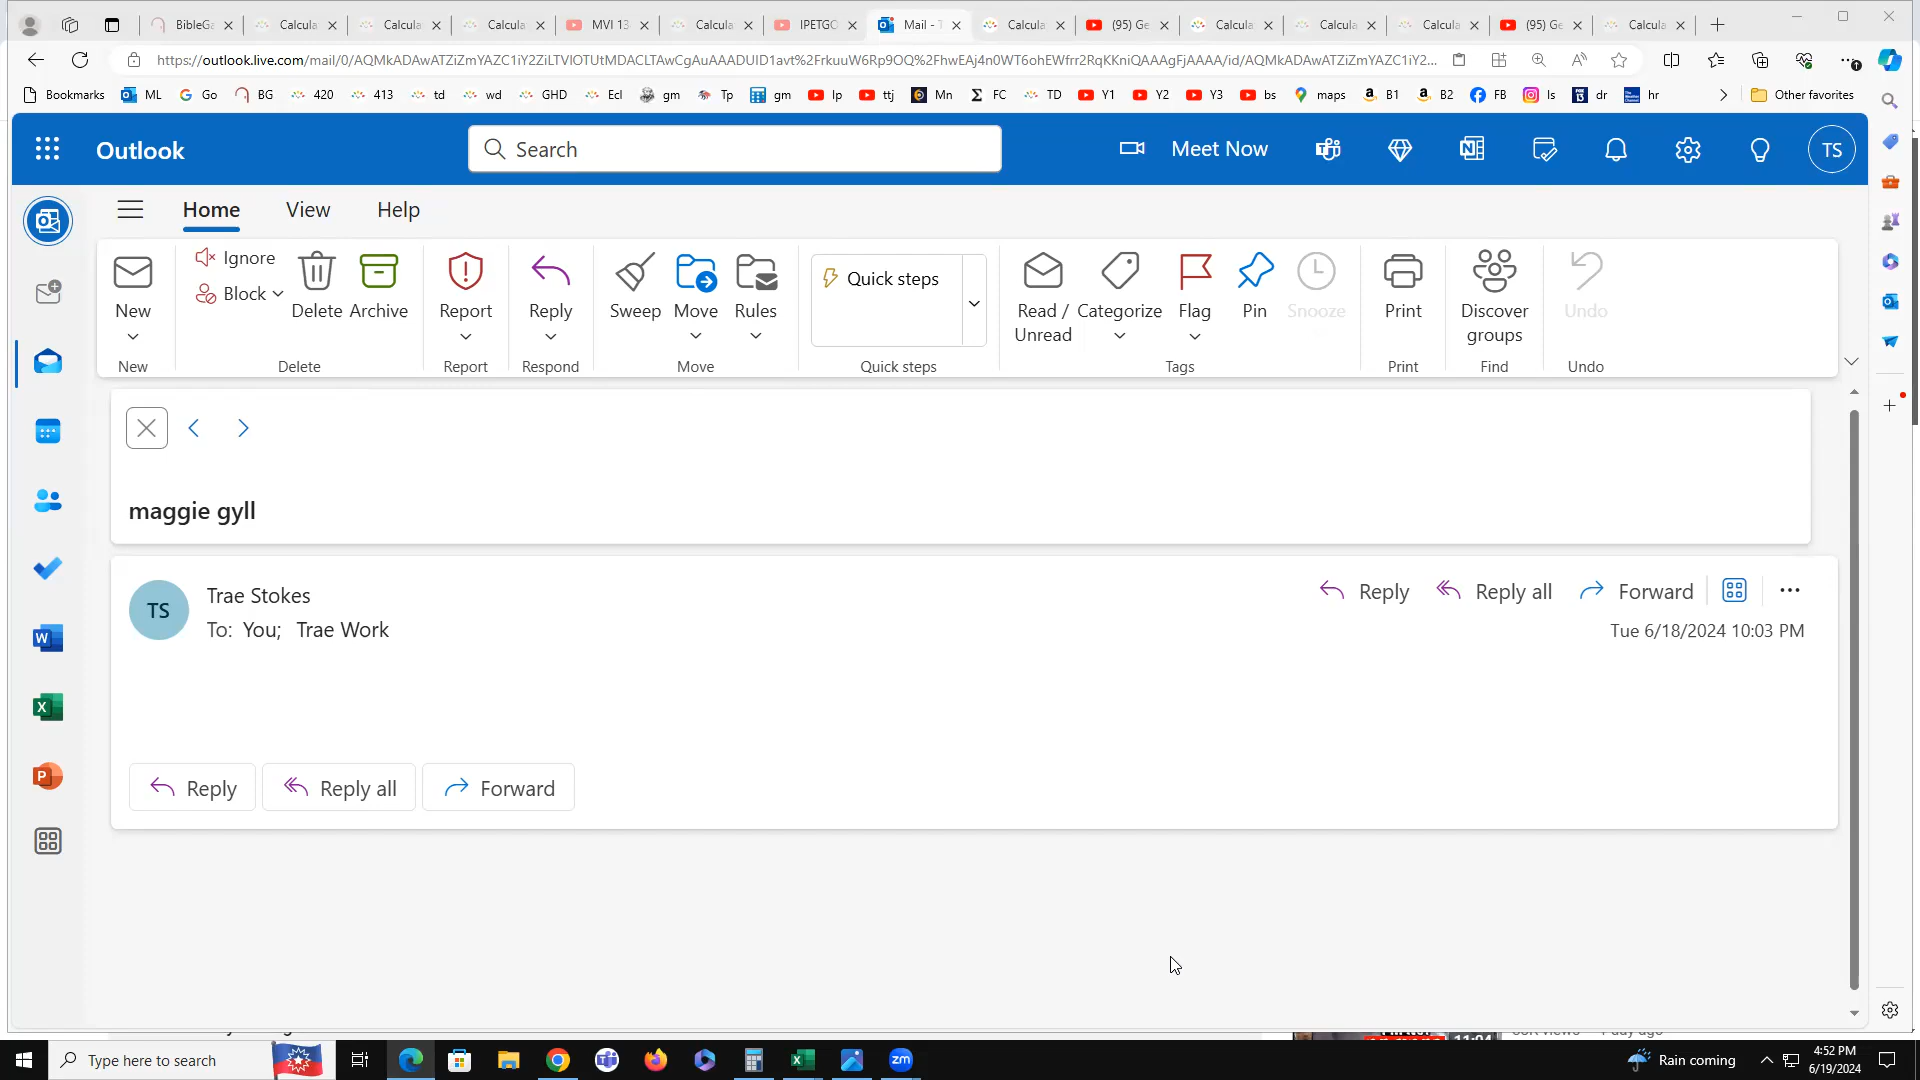 BibleGa
Calcula
Calcula
Calcula
MVI 13
Calcula
IPETGO
Mail - T
Calcula
(95) Ge
Calcula
Calcula
Calcula
(95) Ge
Calcula
Bookmarks ML Go BG 420 413 td wd GHD Ecl gm Tp gm Ip ttj Mn FC TD Y1 Y2 Y3 bs maps B1 B2 FB Is dr hr Other favorites
Outlook
Search
Meet Now
TS
Home View Help
New
Ignore
Block
Delete
Archive
Report
Reply
Sweep
Move
Rules
Quick steps
Read / Unread
Categorize
Flag
Pin
Snooze
Print
Discover groups
Undo
New Delete Report Respond Move Quick steps Tags Print Find Undo
maggie gyll
TS
Trae Stokes
To: You; Trae Work
Reply Reply all Forward
Tue 6/18/2024 10:03 PM
Reply Reply all Forward
Type here to search
Rain coming
4:52 PM
6/19/2024